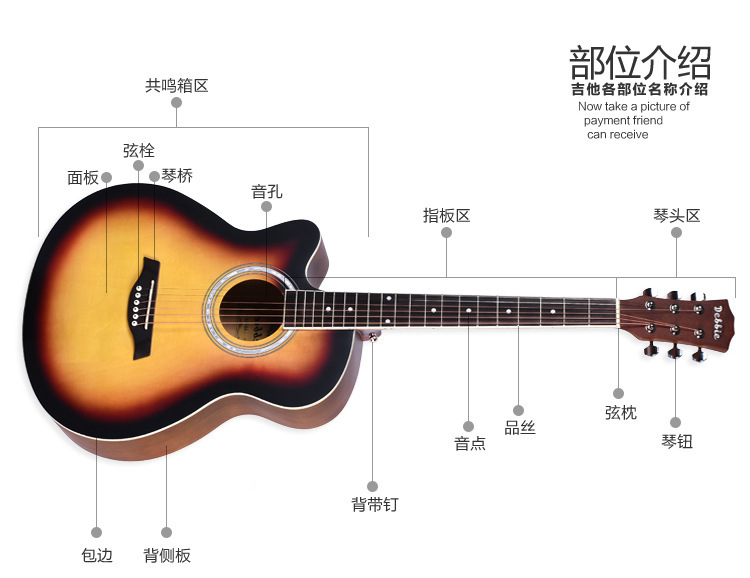 部位介绍
吉他各部位名称介绍
Now take a picture of
payment friend
can receive
共鸣箱区
弦栓
面板
琴桥
音孔
指板区
琴头区
Debbie
弦枕
品丝
琴钮
音点
背带钉
包边
背侧板